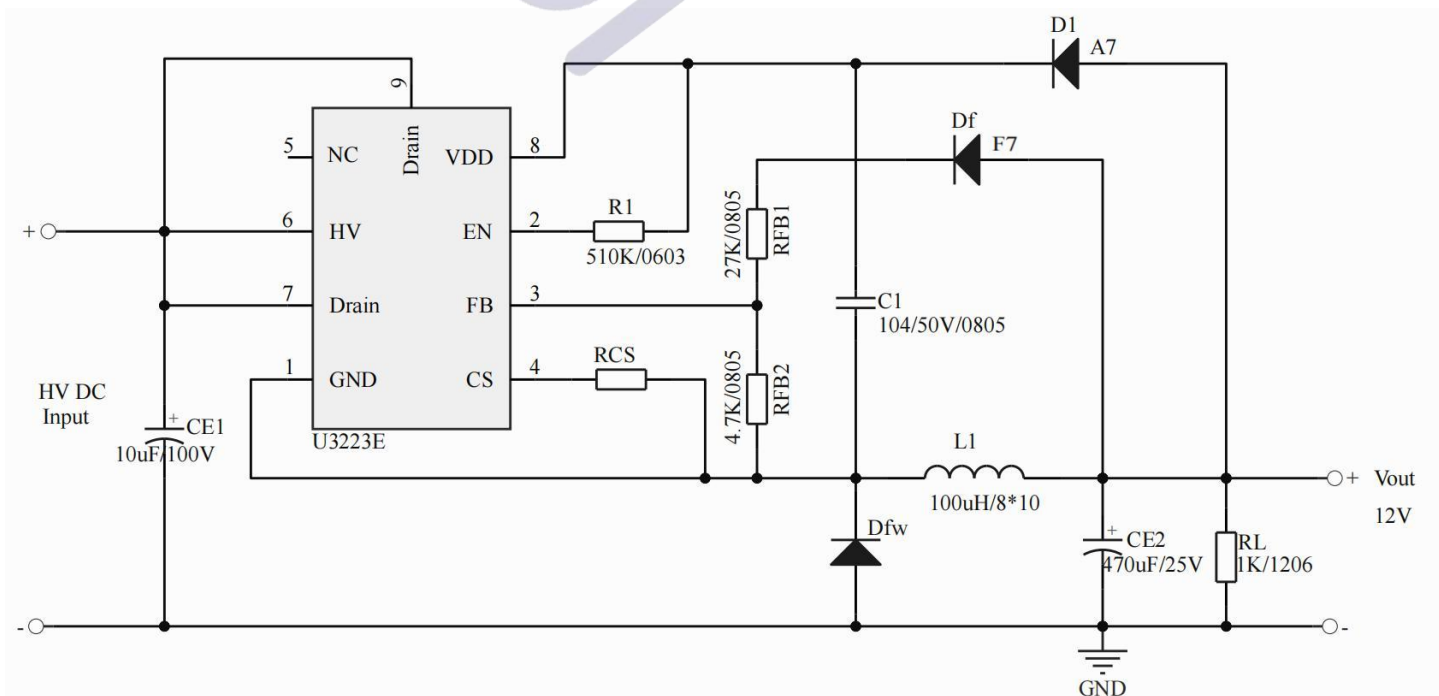 D1
A7
9
Drain
Df
F7
5
NC
VDD
8
R1
510K/0603
27K/0805
RFB1
+
6
HV
EN
2
7
Drain
FB
3
C1
104/50V/0805
RCS
1
GND
CS
4
4.7K/0805
RFB2
HV DC
Input
+
CE1
10uF/100V
U3223E
L1
100uH/8*10
+ Vout
12V
Dfw
+
CE2
470uF/25V
RL
1K/1206
-
-
GND